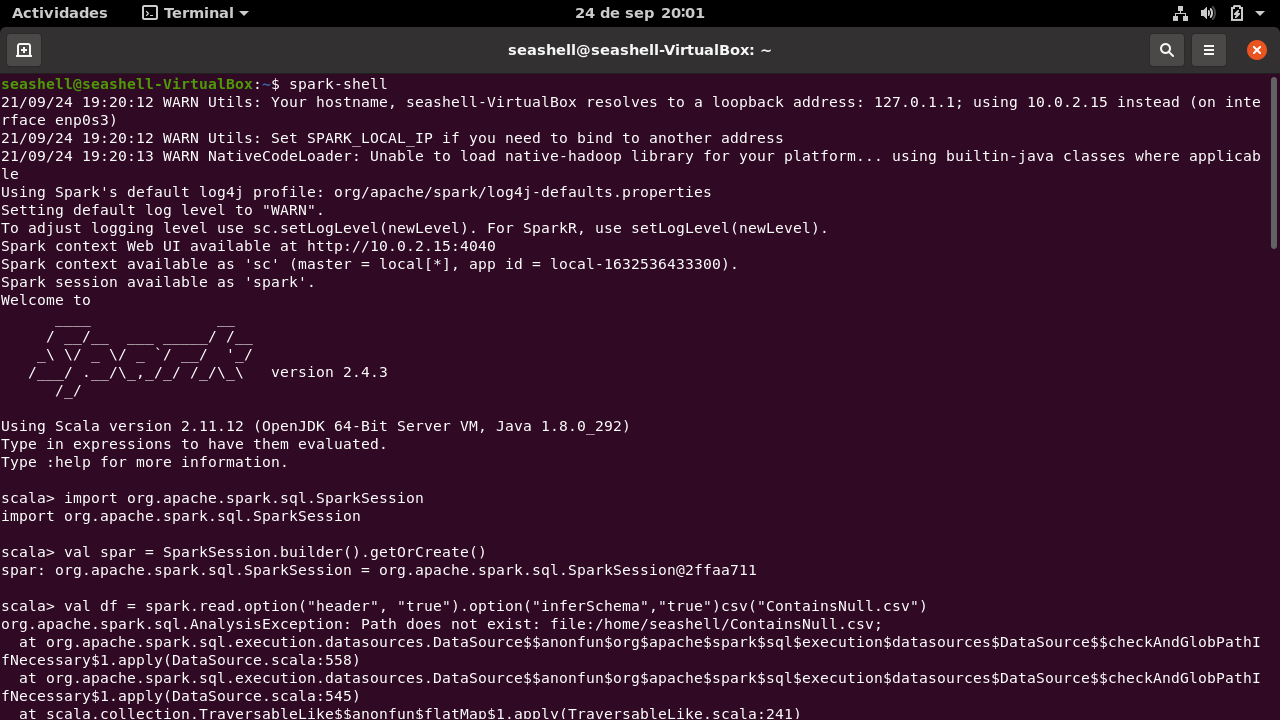 Actividades Terminal 24 de sep 20:01
seashell@seashell-VirtualBox: ~
seashell@seashell-VirtualBox:~$ spark-shell
21/09/24 19:20:12 WARN Utils: Your hostname, seashell-VirtualBox resolves to a loopback address: 127.0.1.1; using 10.0.2.15 instead (on inte
rface enp0s3)
21/09/24 19:20:12 WARN Utils: Set SPARK_LOCAL_IP if you need to bind to another address
21/09/24 19:20:13 WARN NativeCodeLoader: Unable to load native-hadoop library for your platform... using builtin-java classes where applicab
le
Using Spark's default log4j profile: org/apache/spark/log4j-defaults.properties
Setting default log level to "WARN".
To adjust logging level use sc.setLogLevel(newLevel). For SparkR, use setLogLevel(newLevel).
Spark context Web UI available at http://10.0.2.15:4040
Spark context available as 'sc' (master = local[*], app id = local-1632536433300).
Spark session available as 'spark'.
Welcome to
      ____              __
     / __/__  ___ _____/ /__
    _\ \/ _ \/ _ `/ __/  '_/
   /___/ .__/\_,_/_/ /_/\_\   version 2.4.3
      /_/
Using Scala version 2.11.12 (OpenJDK 64-Bit Server VM, Java 1.8.0_292)
Type in expressions to have them evaluated.
Type :help for more information.
scala> import org.apache.spark.sql.SparkSession
import org.apache.spark.sql.SparkSession
scala> val spar = SparkSession.builder().getOrCreate()
spar: org.apache.spark.sql.SparkSession = org.apache.spark.sql.SparkSession@2ffaa711
scala> val df = spark.read.option("header", "true").option("inferSchema","true")csv("ContainsNull.csv")
org.apache.spark.sql.AnalysisException: Path does not exist: file:/home/seashell/ContainsNull.csv;
  at org.apache.spark.sql.execution.datasources.DataSource$$anonfun$org$apache$spark$sql$execution$datasources$DataSource$$checkAndGlobPathI
fNecessary$1.apply(DataSource.scala:558)
  at org.apache.spark.sql.execution.datasources.DataSource$$anonfun$org$apache$spark$sql$execution$datasources$DataSource$$checkAndGlobPathI
fNecessary$1.apply(DataSource.scala:545)
  at scala.collection.TraversableLike$$anonfun$flatMap$1.apply(TraversableLike.scala:241)